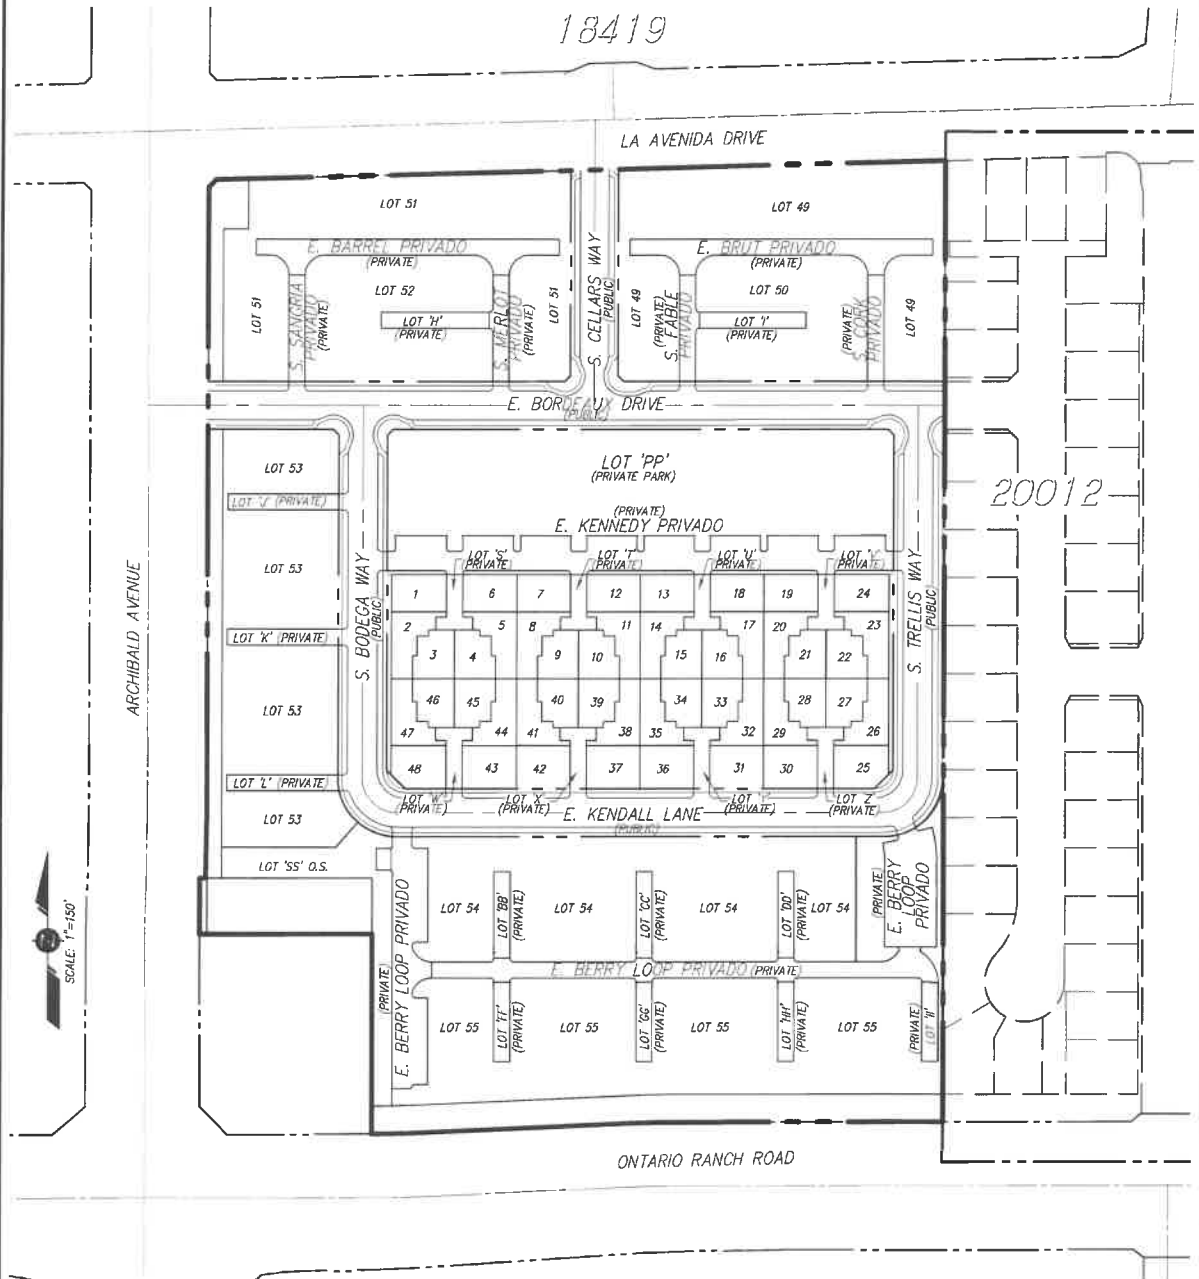 18419
LA AVENIDA DRIVE
LOT 51
LOT 49
E. BARREL PRIVADO
(PRIVATE)
E. BRUT PRIVADO
(PRIVATE)
LOT 51
S. SANGRIA
PRIVADO
(PRIVATE)
LOT 52
LOT 'H'
(PRIVATE)
S. MERLOT
PRIVADO
(PRIVATE)
LOT 51
S. CELLARS WAY
(PUBLIC)
LOT 49
(PRIVATE)
S. FABLE
PRIVADO
LOT 50
LOT 'I'
(PRIVATE)
(PRIVATE)
S. CORK
PRIVADO
LOT 49
E. BORDEAUX DRIVE
(PUBLIC)
LOT 53
LOT 'J' (PRIVATE)
LOT 'PP'
(PRIVATE PARK)
20012
(PRIVATE)
E. KENNEDY PRIVADO
LOT 53
LOT 'S'
(PRIVATE)
LOT 'T'
(PRIVATE)
LOT 'U'
(PRIVATE)
LOT 'V'
(PRIVATE)
ARCHIBALD AVENUE
S. BODEGA WAY
(PUBLIC)
S. TRELLIS WAY
(PUBLIC)
1 6 7 12 13 18 19 24
2 5 8 11 14 17 20 23
LOT 'K' (PRIVATE)
3 4 9 10 15 16 21 22
46 45 40 39 34 33 28 27
LOT 53
47 44 41 38 35 32 29 26
48 43 42 37 36 31 30 25
LOT 'L' (PRIVATE)
LOT 'W'
(PRIVATE)
LOT 'X'
(PRIVATE)
LOT 'Y'
(PRIVATE)
LOT Z
(PRIVATE)
LOT 53
E. KENDALL LANE
(PUBLIC)
LOT 'SS' O.S.
SCALE: 1"=150'
E. BERRY LOOP PRIVADO
(PRIVATE)
LOT 54
LOT 'BB'
(PRIVATE)
LOT 54
LOT 'CC'
(PRIVATE)
LOT 54
LOT 'DD'
(PRIVATE)
LOT 54
(PRIVATE)
E. BERRY
LOOP
PRIVADO
E. BERRY LOOP PRIVADO (PRIVATE)
LOT 55
LOT 'FF'
(PRIVATE)
LOT 55
LOT 'GG'
(PRIVATE)
LOT 55
LOT 'HH'
(PRIVATE)
LOT 55
(PRIVATE)
LOT 'II'
ONTARIO RANCH ROAD